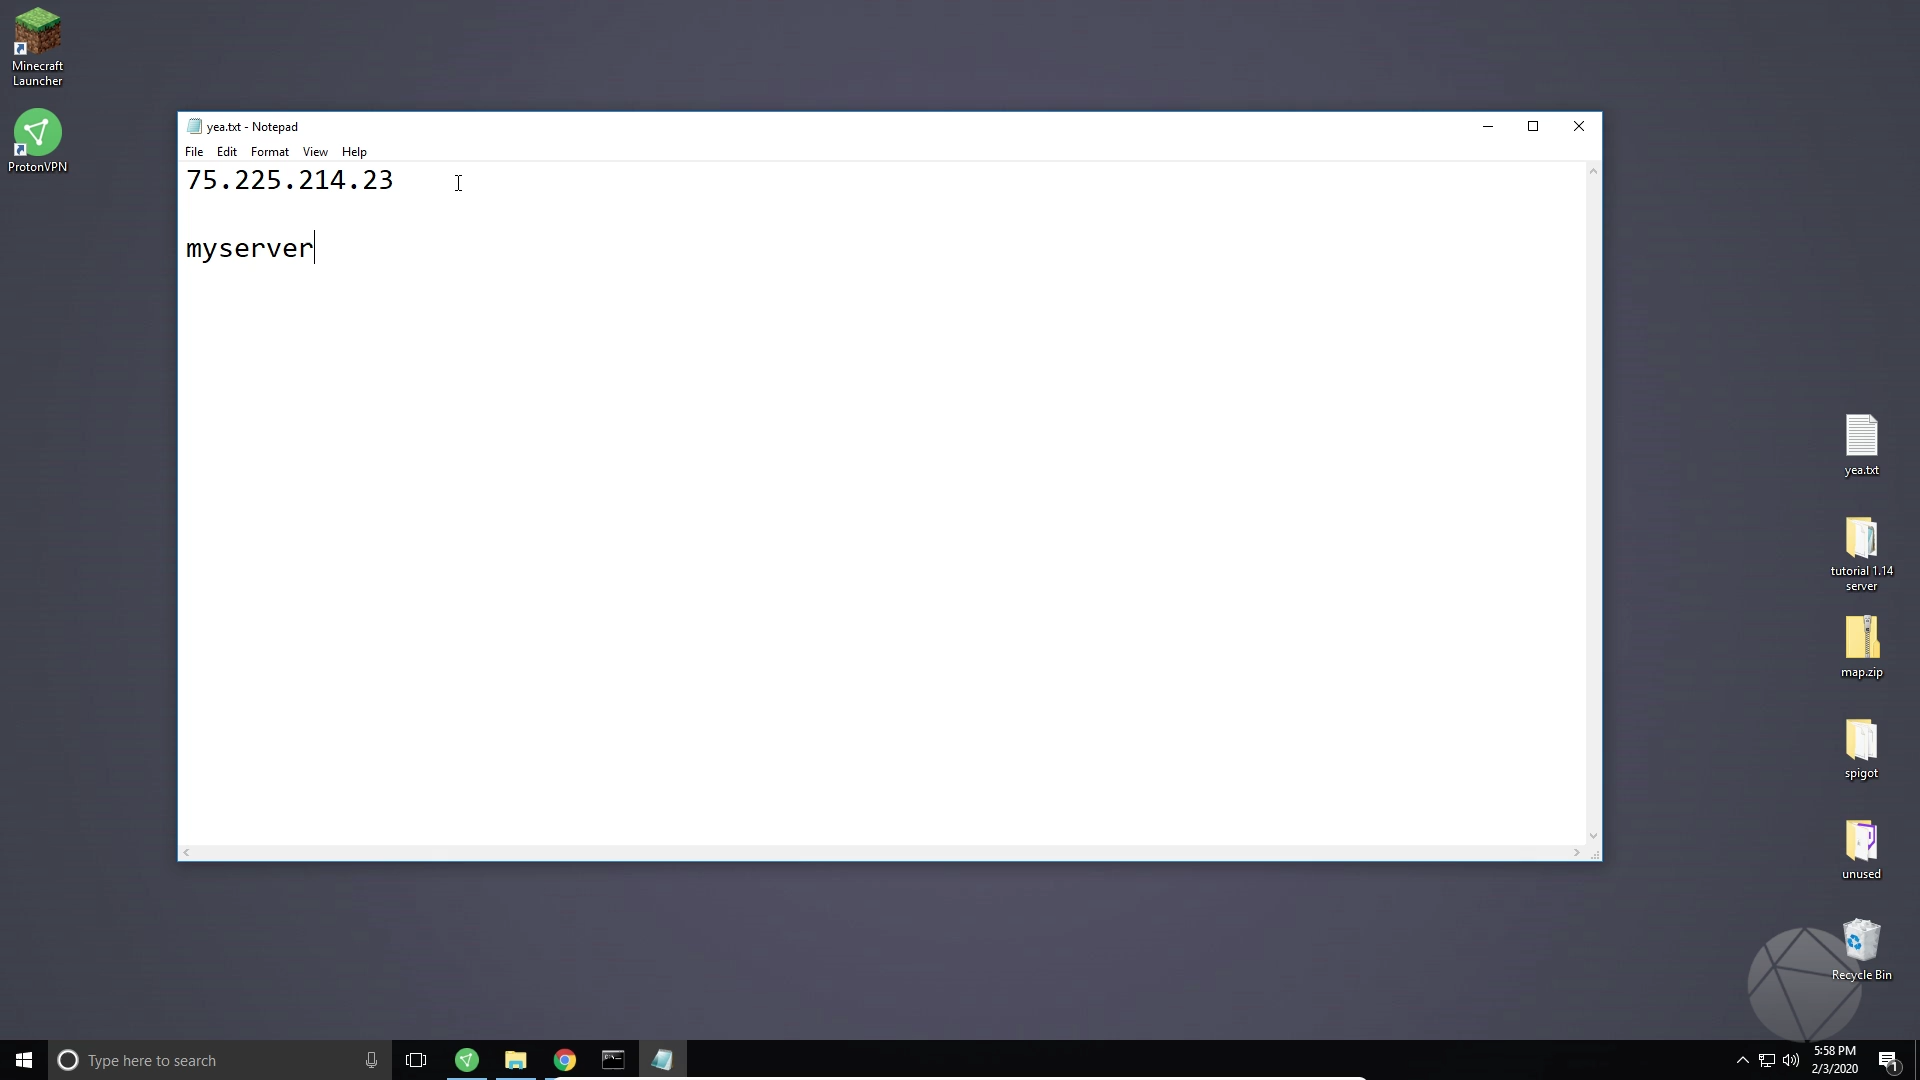 Minecraft
Launcher
ProtonVPN
yea.txt - Notepad
File Edit Format View Help
75.225.214.23
myserver
yea.txt
tutorial 1.14
server
map.zip
spigot
unused
Recycle Bin
Type here to search
5:58 PM
2/3/2020
1